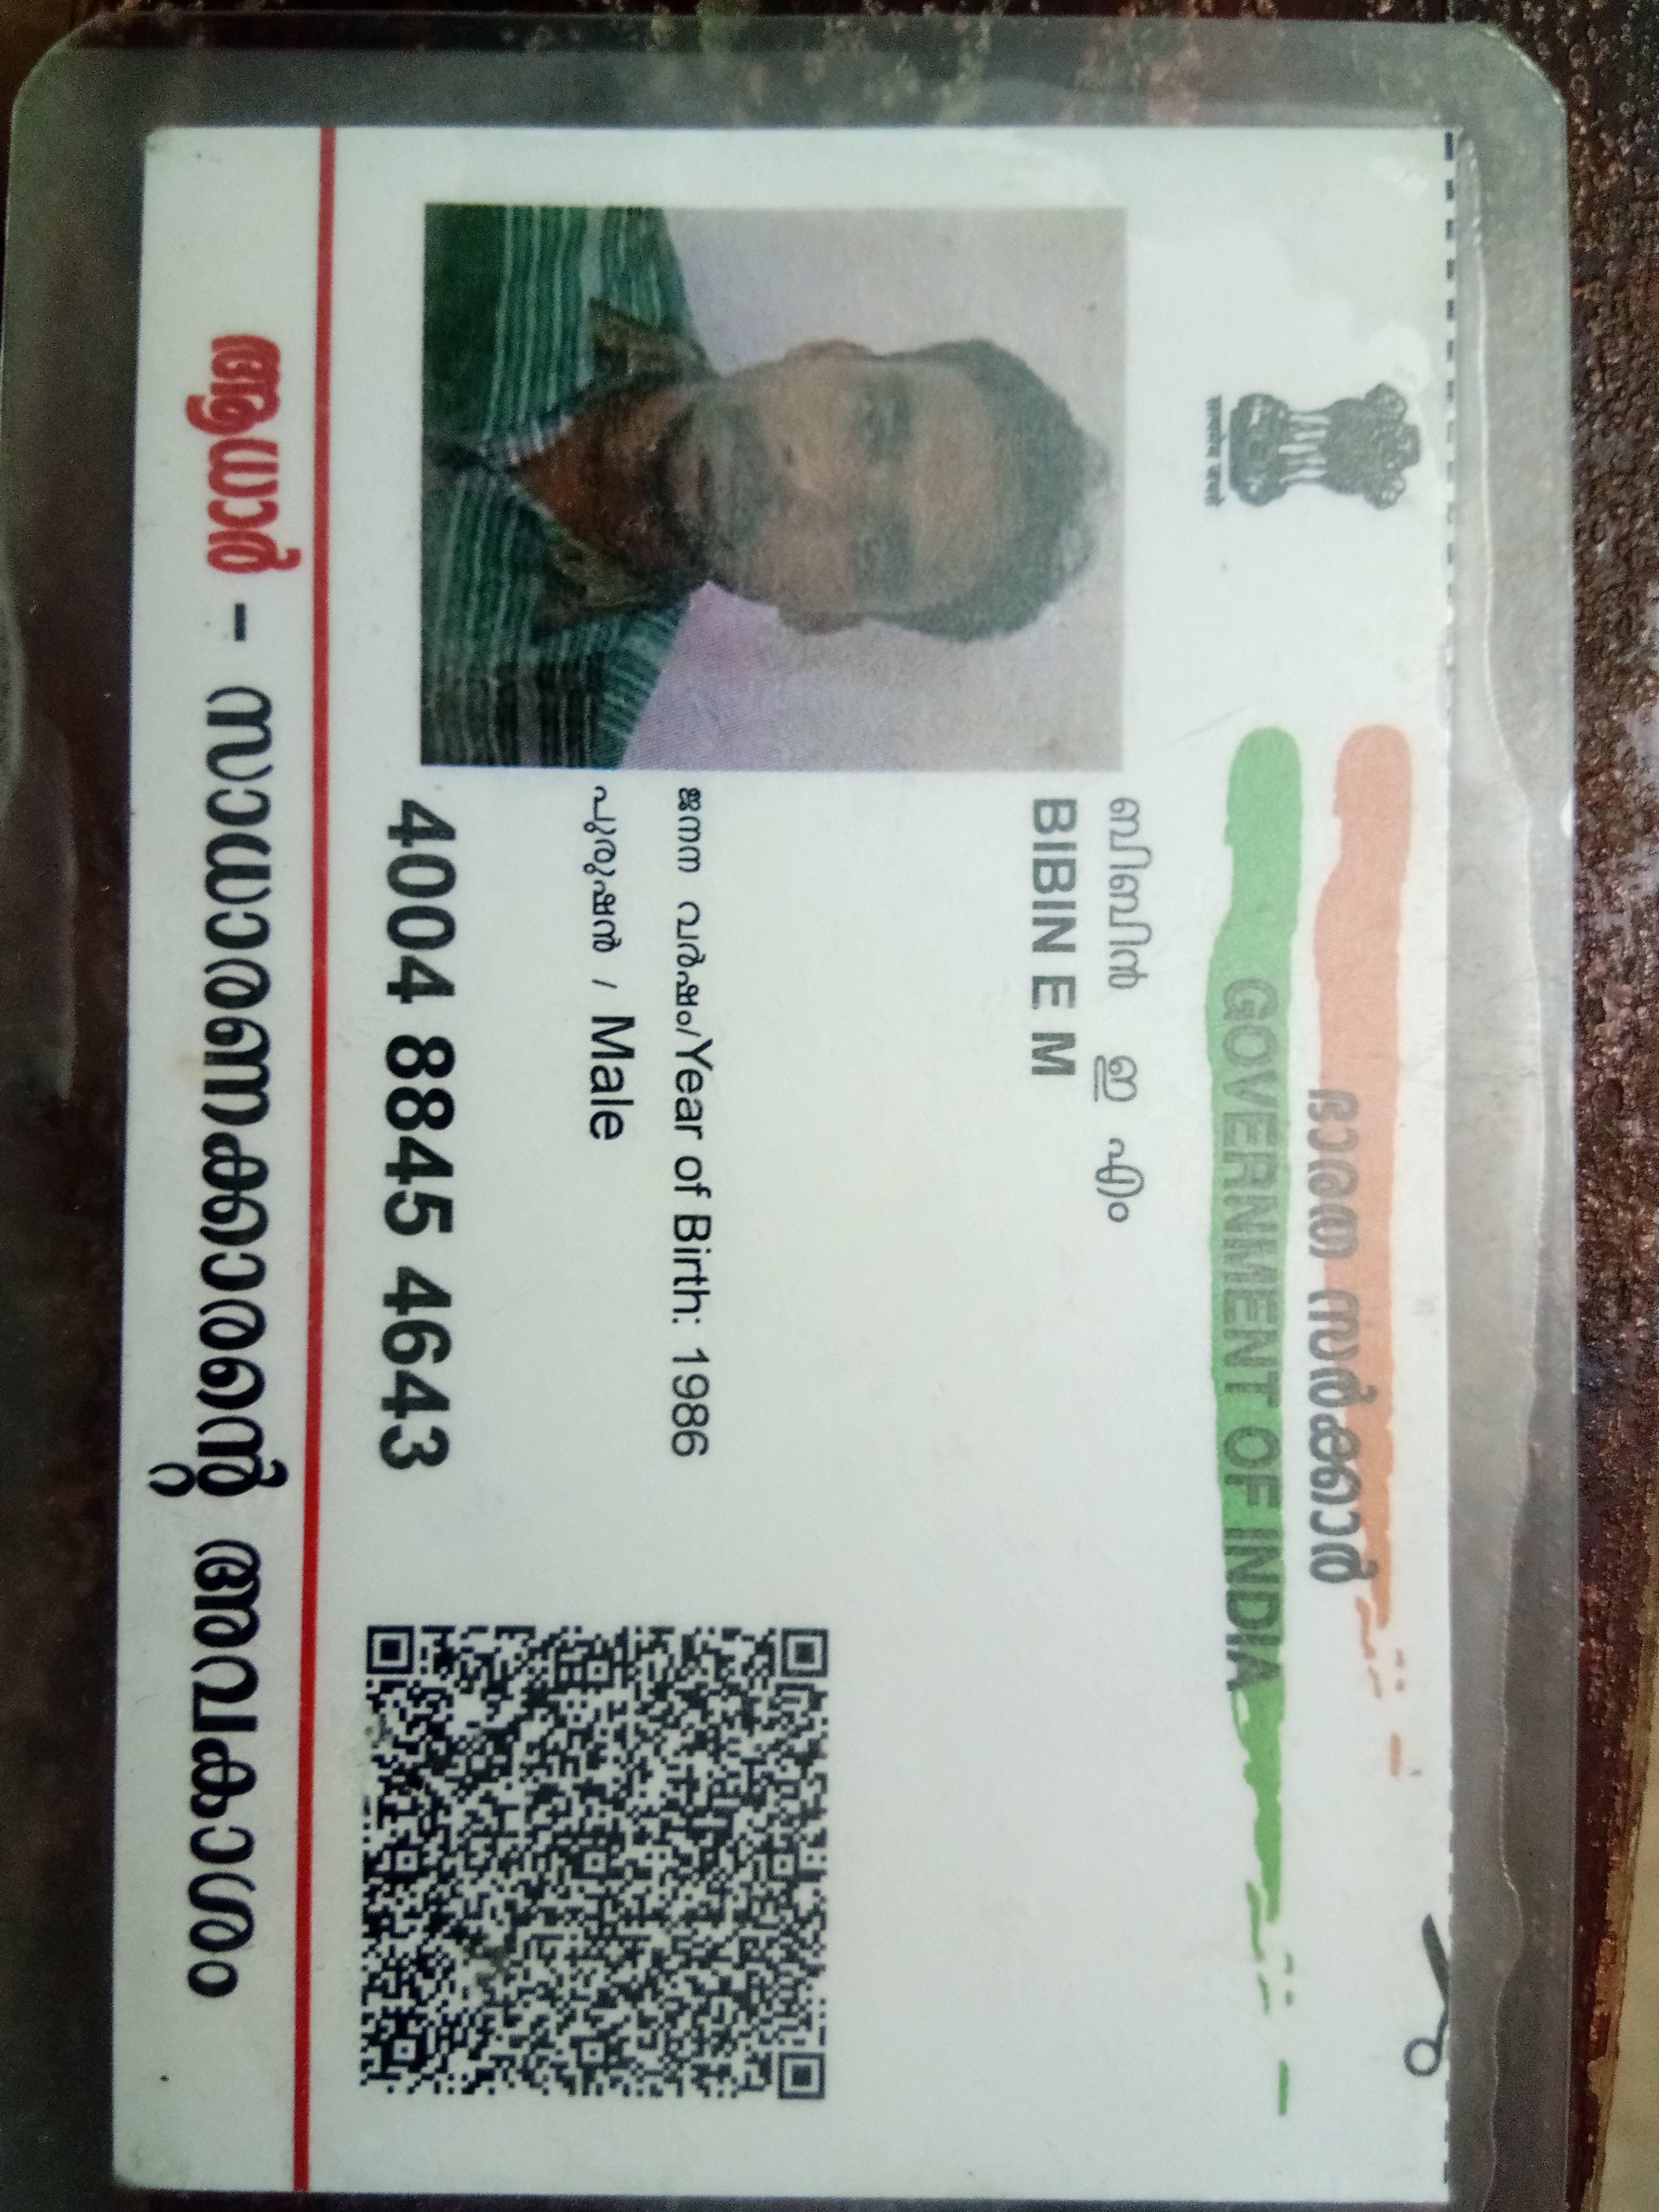 ഭാരത സർക്കാർ
GOVERNMENT OF INDIA
सत्यमेव जयते
ബിബിൻ ഇ എം
BIBIN E M
ജനന വർഷം/Year of Birth: 1986
പുരുഷൻ / Male
4004 8845 4643
ആധാർ - സാധാരണക്കാരന്റെ അവകാശം